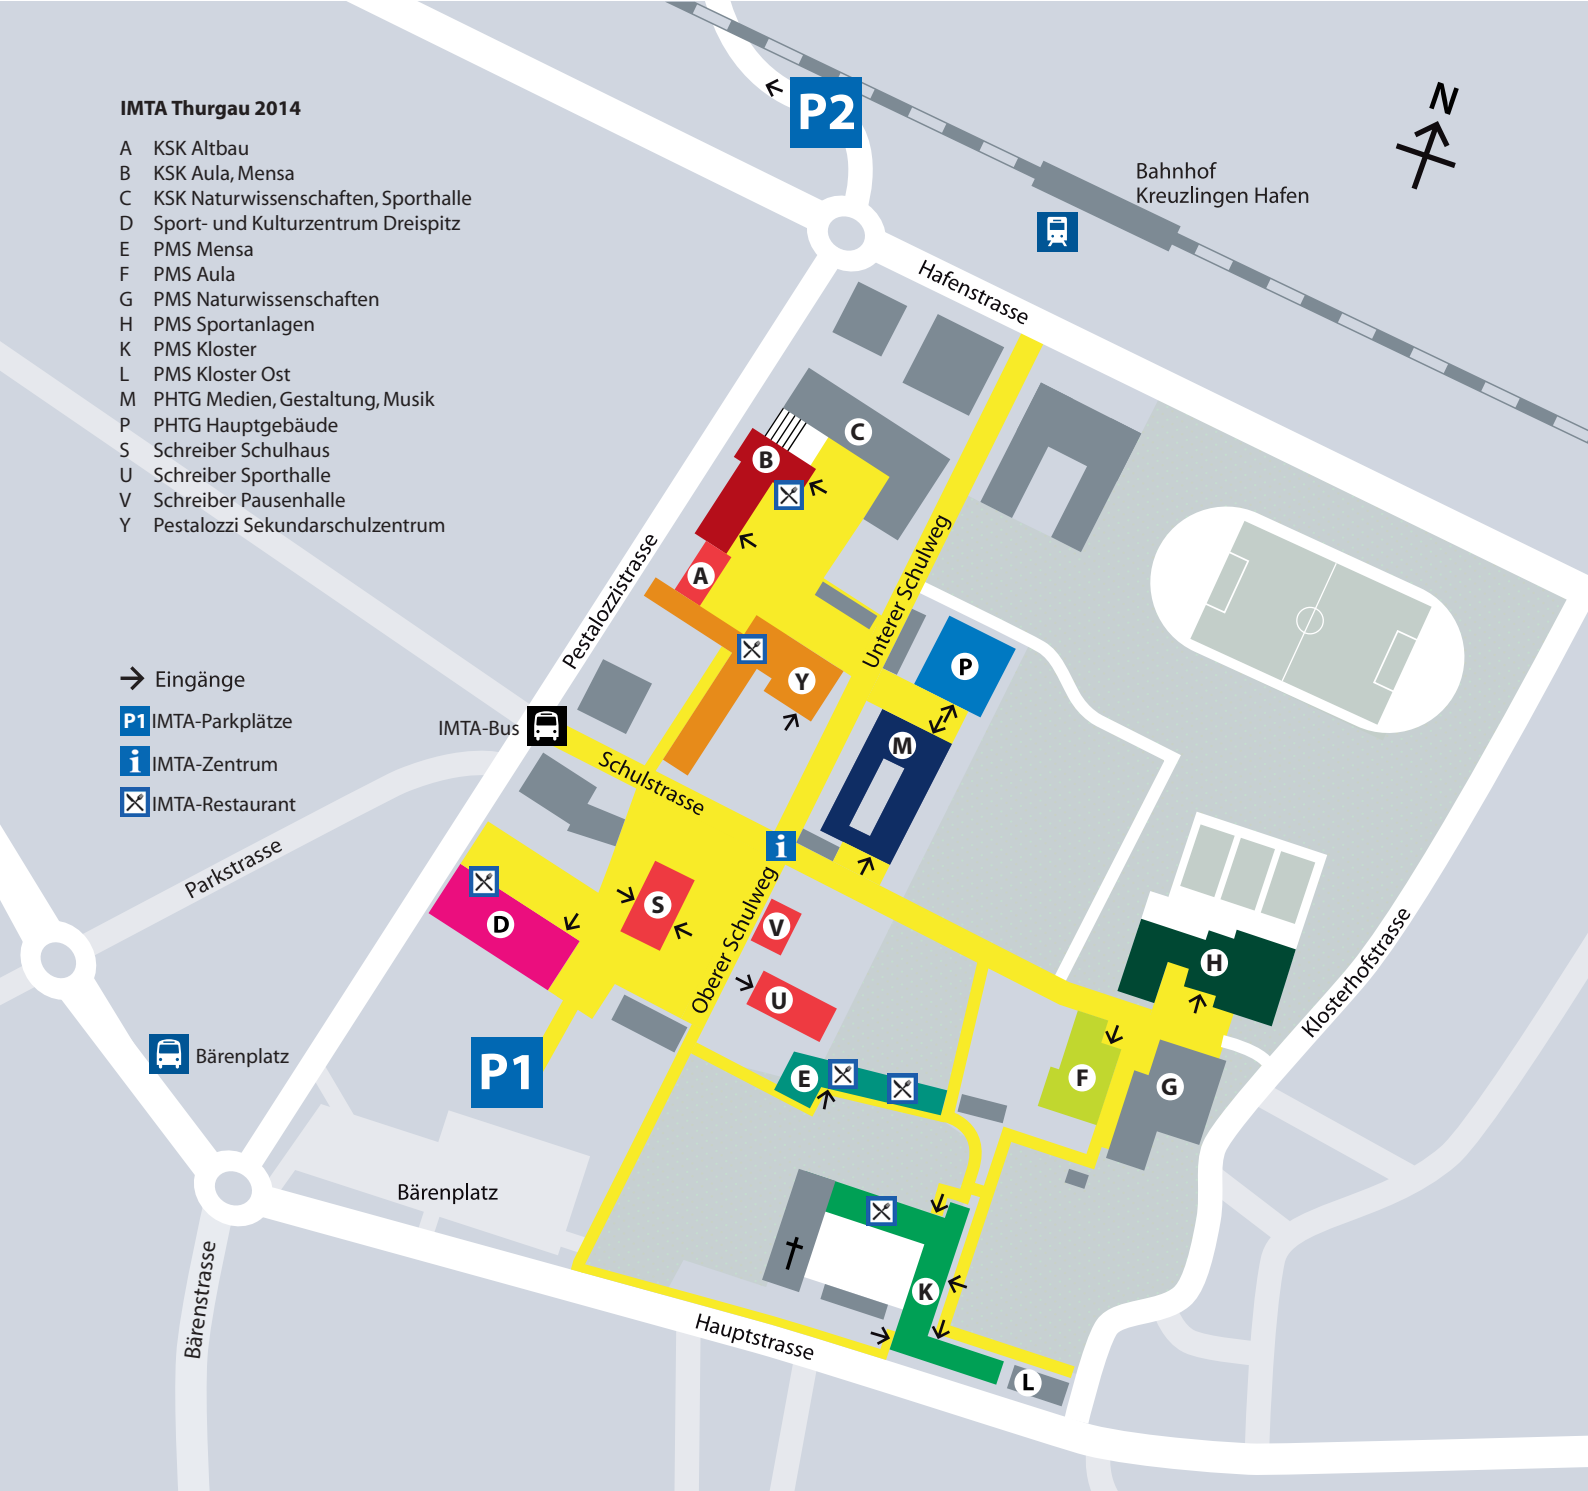 IMTA Thurgau 2014
A KSK Altbau
B KSK Aula, Mensa
C KSK Naturwissenschaften, Sporthalle
D Sport- und Kulturzentrum Dreispitz
E PMS Mensa
F PMS Aula
G PMS Naturwissenschaften
H PMS Sportanlagen
K PMS Kloster
L PMS Kloster Ost
M PHTG Medien, Gestaltung, Musik
P PHTG Hauptgebäude
S Schreiber Schulhaus
U Schreiber Sporthalle
V Schreiber Pausenhalle
Y Pestalozzi Sekundarschulzentrum
Eingänge
P1 IMTA-Parkplätze
i IMTA-Zentrum
IMTA-Restaurant
P2
N
Bahnhof
Kreuzlingen Hafen
Hafenstrasse
C
B
A
Pestalozzistrasse
Unterer Schulweg
P
Y
M
IMTA-Bus
Schulstrasse
i
Parkstrasse
D
S
V
Oberer Schulweg
U
H
Klosterhofstrasse
P1
Bärenplatz
E
F
G
Bärenplatz
K
Bärenstrasse
Hauptstrasse
L